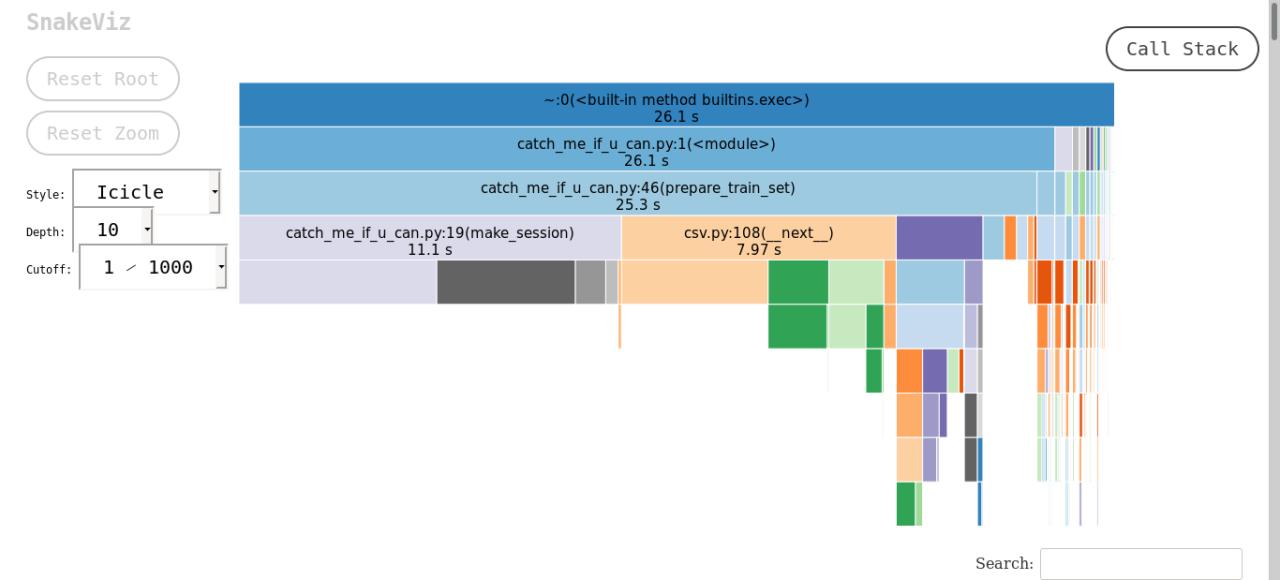 SnakeViz
Call Stack
Reset Root
Reset Zoom
Style: Icicle
Depth: 10
Cutoff: 1 ⁄ 1000
~:0(<built-in method builtins.exec>)
26.1 s
catch_me_if_u_can.py:1(<module>)
26.1 s
catch_me_if_u_can.py:46(prepare_train_set)
25.3 s
catch_me_if_u_can.py:19(make_session)
11.1 s
csv.py:108(__next__)
7.97 s
Search: